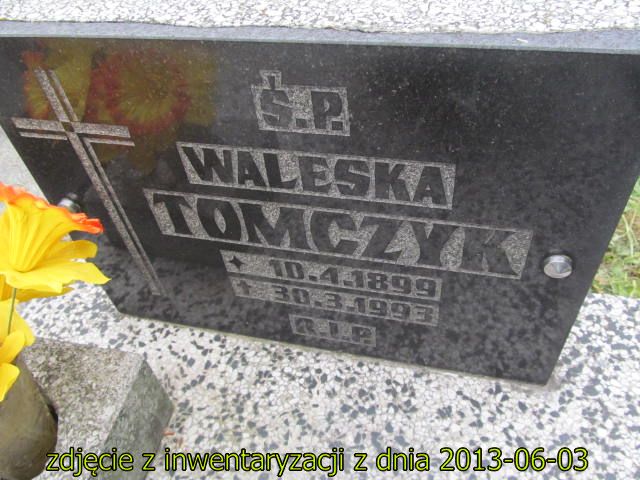 Ś.P.
WALESKA
TOMCZYK
✦ 10.4.1899
✝ 30.3.1993
R.I.P.
zdjęcie z inwentaryzacji z dnia 2013-06-03